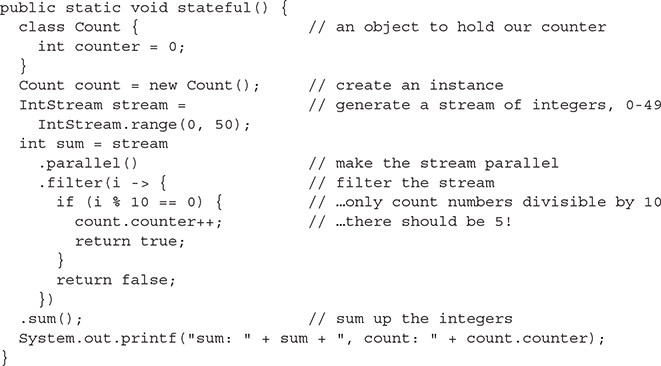 public static void stateful() {
  class Count {                  // an object to hold our counter
    int counter = 0;
  }
  Count count = new Count();     // create an instance
  IntStream stream =             // generate a stream of integers, 0-49
    IntStream.range(0, 50);
  int sum = stream
    .parallel()                  // make the stream parallel
    .filter(i -> {               // filter the stream
      if (i % 10 == 0) {         // …only count numbers divisible by 10
        count.counter++;         // …there should be 5!
        return true;
      }
      return false;
    })
  .sum();                        // sum up the integers
  System.out.printf("sum: " + sum + ", count: " + count.counter);
}